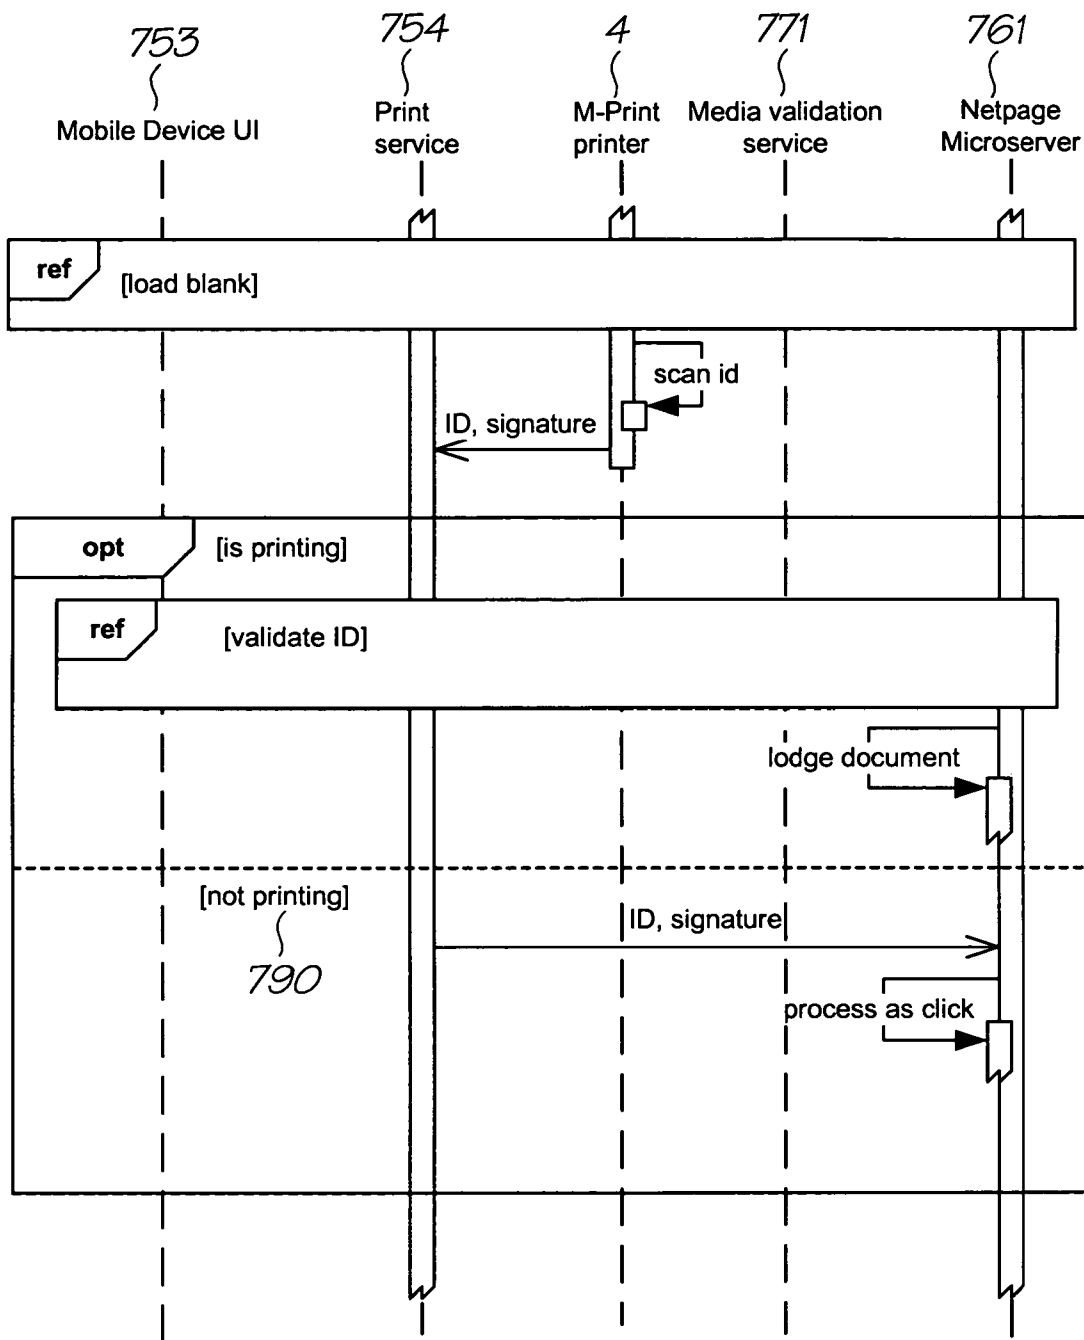 753
754
4
771
761
Mobile Device UI
Print
service
M-Print
printer
Media validation
service
Netpage
Microserver
ref
[load blank]
scan id
ID, signature
opt
[is printing]
ref
[validate ID]
lodge document
[not printing]
790
ID, signature
process as click